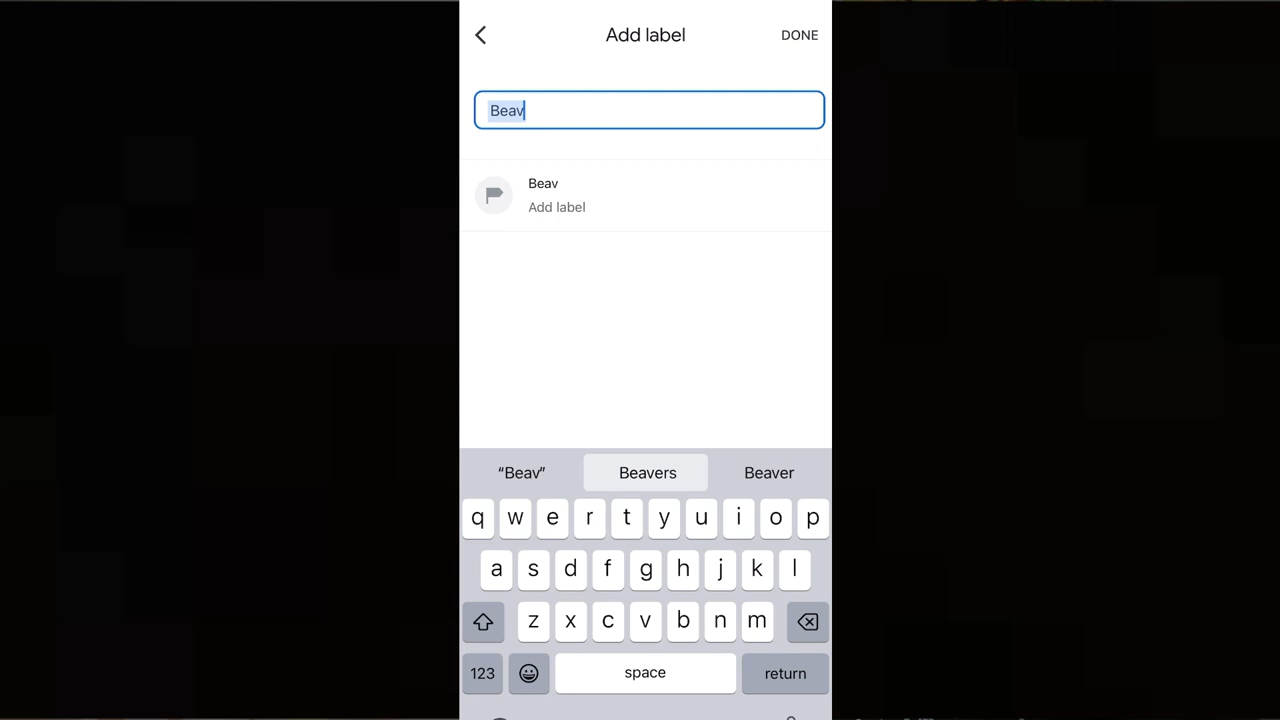 Add label
DONE
Beav
Beav
Add label
“Beav” Beavers Beaver
q w e r t y u i o p
a s d f g h j k l
z x c v b n m
123 space return